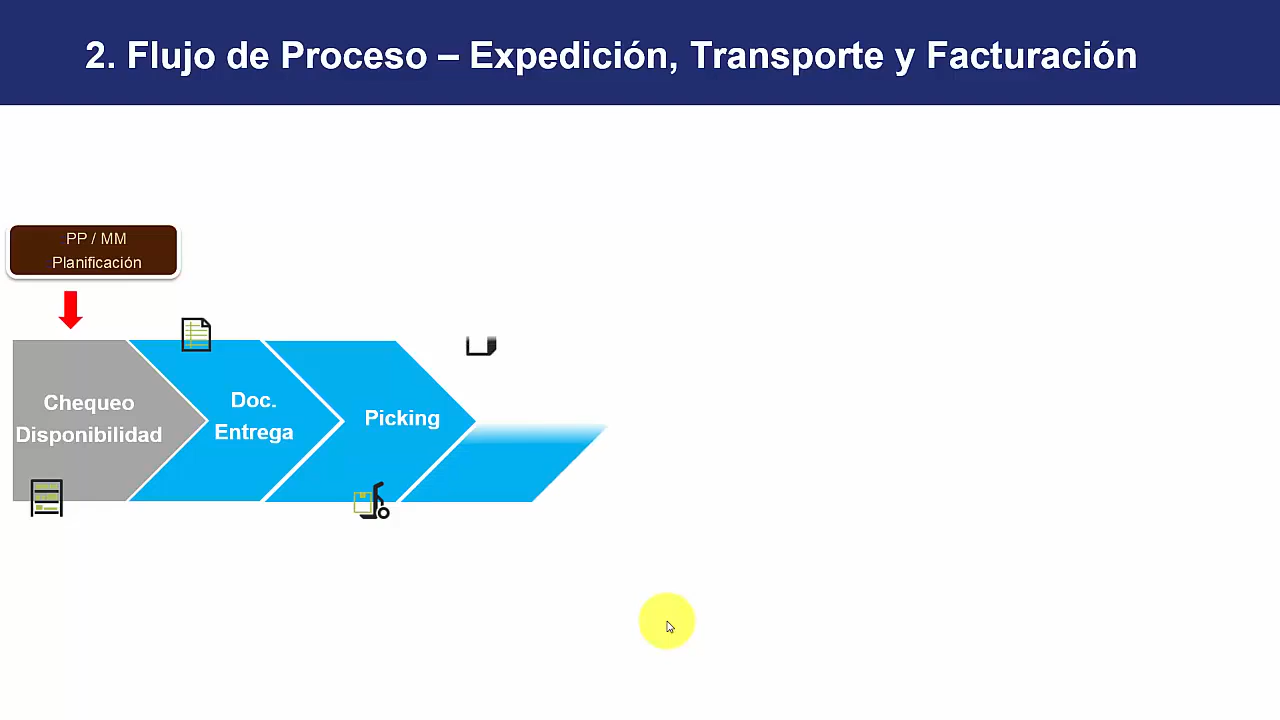 2. Flujo de Proceso – Expedición, Transporte y Facturación
PP / MM
Planificación
Chequeo
Disponibilidad
Doc.
Entrega
Picking